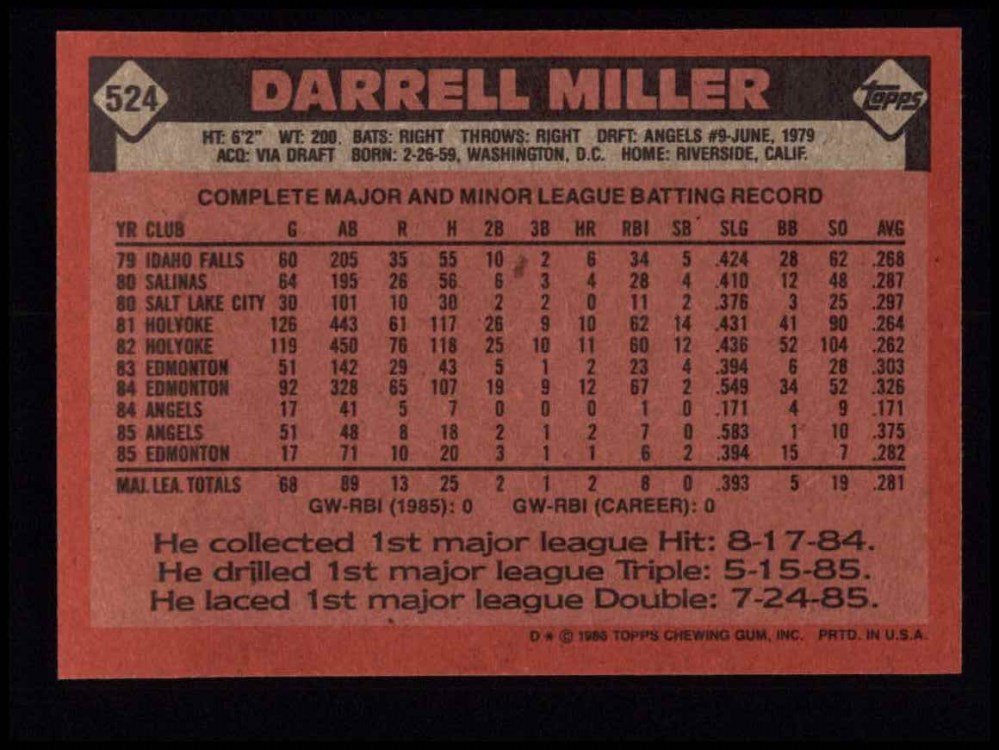 524 DARRELL MILLER Topps
HT: 6'2" WT: 200. BATS: RIGHT THROWS: RIGHT DRFT: ANGELS #9-JUNE, 1979
ACQ: VIA DRAFT BORN: 2-26-59, WASHINGTON, D.C. HOME: RIVERSIDE, CALIF.
COMPLETE MAJOR AND MINOR LEAGUE BATTING RECORD
YR CLUB G AB R H 2B 3B HR RBI SB SLG BB SO AVG
79 IDAHO FALLS 60 205 35 55 10 2 6 34 5 .424 28 62 .268
80 SALINAS 64 195 26 56 6 3 4 28 4 .410 12 48 .287
80 SALT LAKE CITY 30 101 10 30 2 2 0 11 2 .376 3 25 .297
81 HOLYOKE 126 443 61 117 26 9 10 62 14 .431 41 90 .264
82 HOLYOKE 119 450 76 118 25 10 11 60 12 .436 52 104 .262
83 EDMONTON 51 142 29 43 5 1 2 23 4 .394 6 28 .303
84 EDMONTON 92 328 65 107 19 9 12 67 2 .549 34 52 .326
84 ANGELS 17 41 5 7 0 0 0 1 0 .171 4 9 .171
85 ANGELS 51 48 8 18 2 1 2 7 0 .583 1 10 .375
85 EDMONTON 17 71 10 20 3 1 1 6 2 .394 15 7 .282
MAJ. LEA. TOTALS 68 89 13 25 2 1 2 8 0 .393 5 19 .281
GW-RBI (1985): 0 GW-RBI (CAREER): 0
He collected 1st major league Hit: 8-17-84.
He drilled 1st major league Triple: 5-15-85.
He laced 1st major league Double: 7-24-85.
D * © 1986 TOPPS CHEWING GUM, INC. PRTD. IN U.S.A.